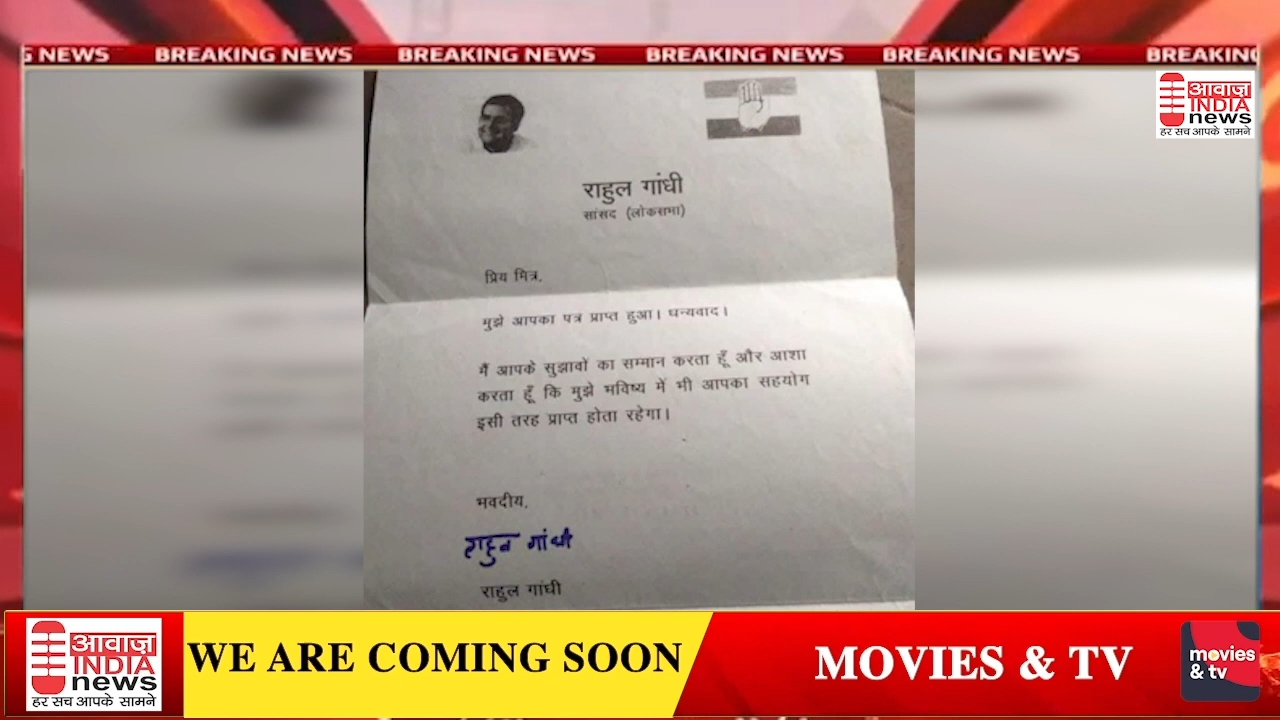 G NEWS BREAKING NEWS BREAKING NEWS BREAKING NEWS BREAKING NEWS BREAKING
आवाज़
INDIA
news
हर सच आपके सामने
राहुल गांधी
सांसद (लोकसभा)
प्रिय मित्र,
मुझे आपका पत्र प्राप्त हुआ। धन्यवाद।
मैं आपके सुझावों का सम्मान करता हूँ और आशा
करता हूँ कि मुझे भविष्य में भी आपका सहयोग
इसी तरह प्राप्त होता रहेगा।
भवदीय,
राहुल गांधी
राहुल गांधी
आवाज़
INDIA
news
हर सच आपके सामने
WE ARE COMING SOON
MOVIES & TV
movies
& tv